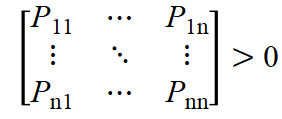 [P₁₁ ⋯ P₁ₙ]
[⋮ ⋱ ⋮] > 0
[Pₙ₁ ⋯ Pₙₙ]